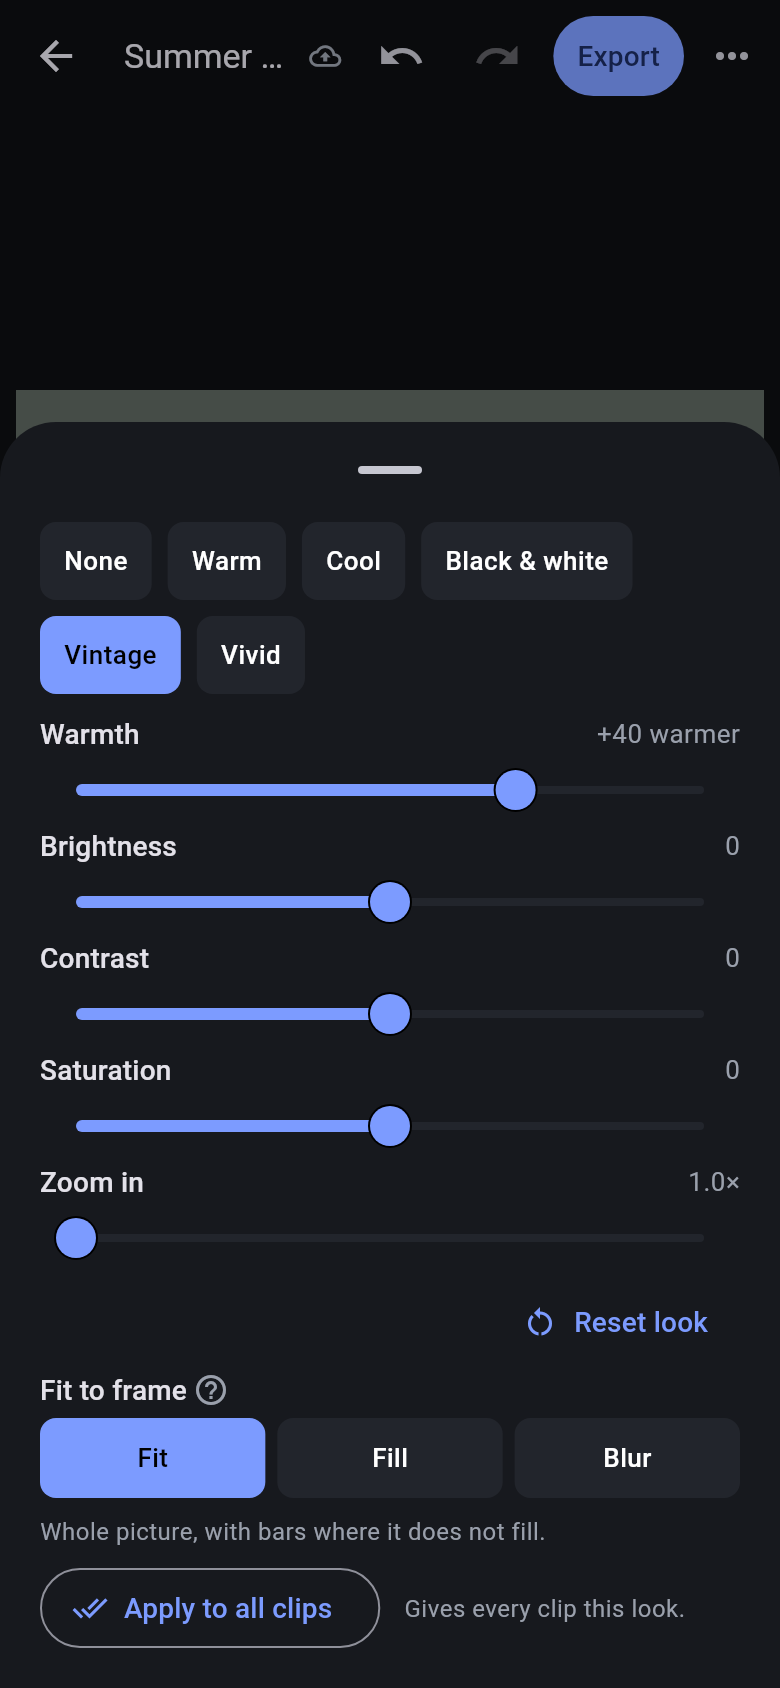 Summer ...
Export
None
Warm
Cool
Black & white
Vintage
Vivid
Warmth
+40 warmer
Brightness
0
Contrast
0
Saturation
0
Zoom in
1.0×
Reset look
Fit to frame ?
Fit
Fill
Blur
Whole picture, with bars where it does not fill.
Apply to all clips
Gives every clip this look.